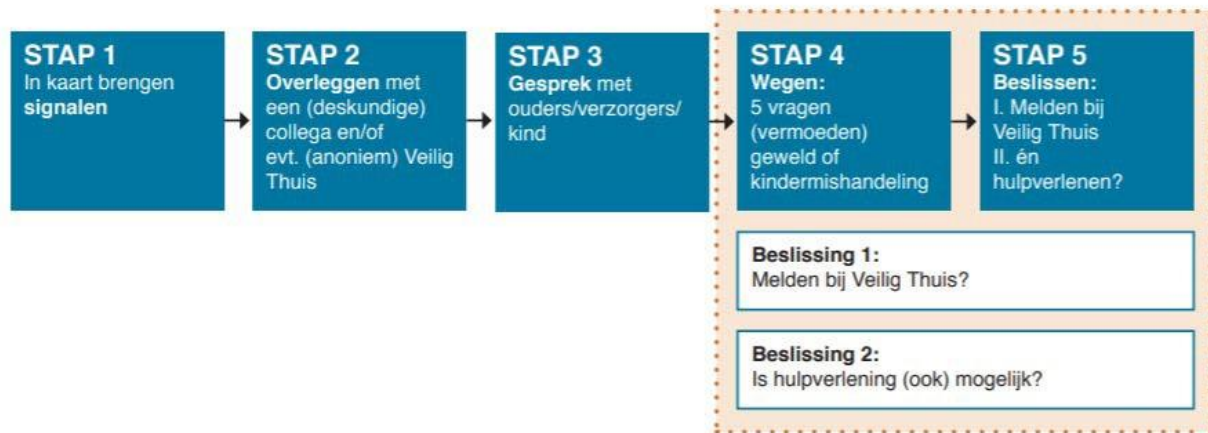 STAP 1
In kaart brengen
signalen
STAP 2
Overleggen met
een (deskundige)
collega en/of
evt. (anoniem) Veilig
Thuis
STAP 3
Gesprek met
ouders/verzorgers/
kind
STAP 4
Wegen:
5 vragen
(vermoeden)
geweld of
kindermishandeling
STAP 5
Beslissen:
I. Melden bij
Veilig Thuis
II. én
hulpverlenen?
Beslissing 1:
Melden bij Veilig Thuis?
Beslissing 2:
Is hulpverlening (ook) mogelijk?